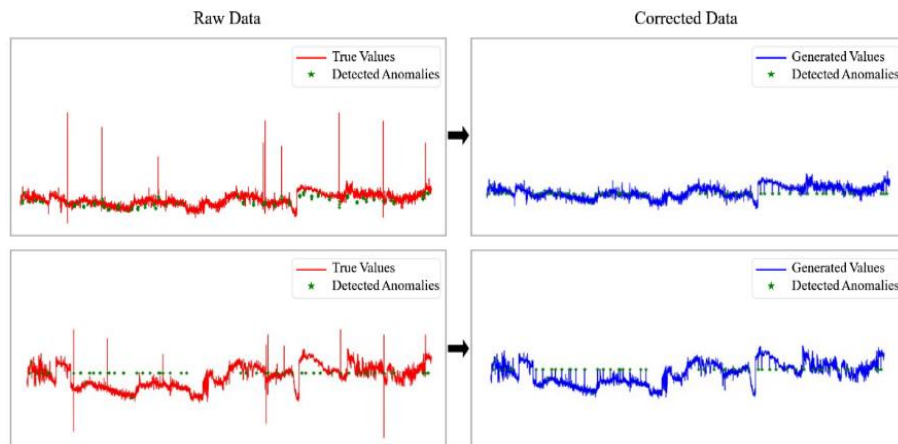 Raw Data
Corrected Data
True Values
Detected Anomalies
Generated Values
Detected Anomalies
True Values
Detected Anomalies
Generated Values
Detected Anomalies